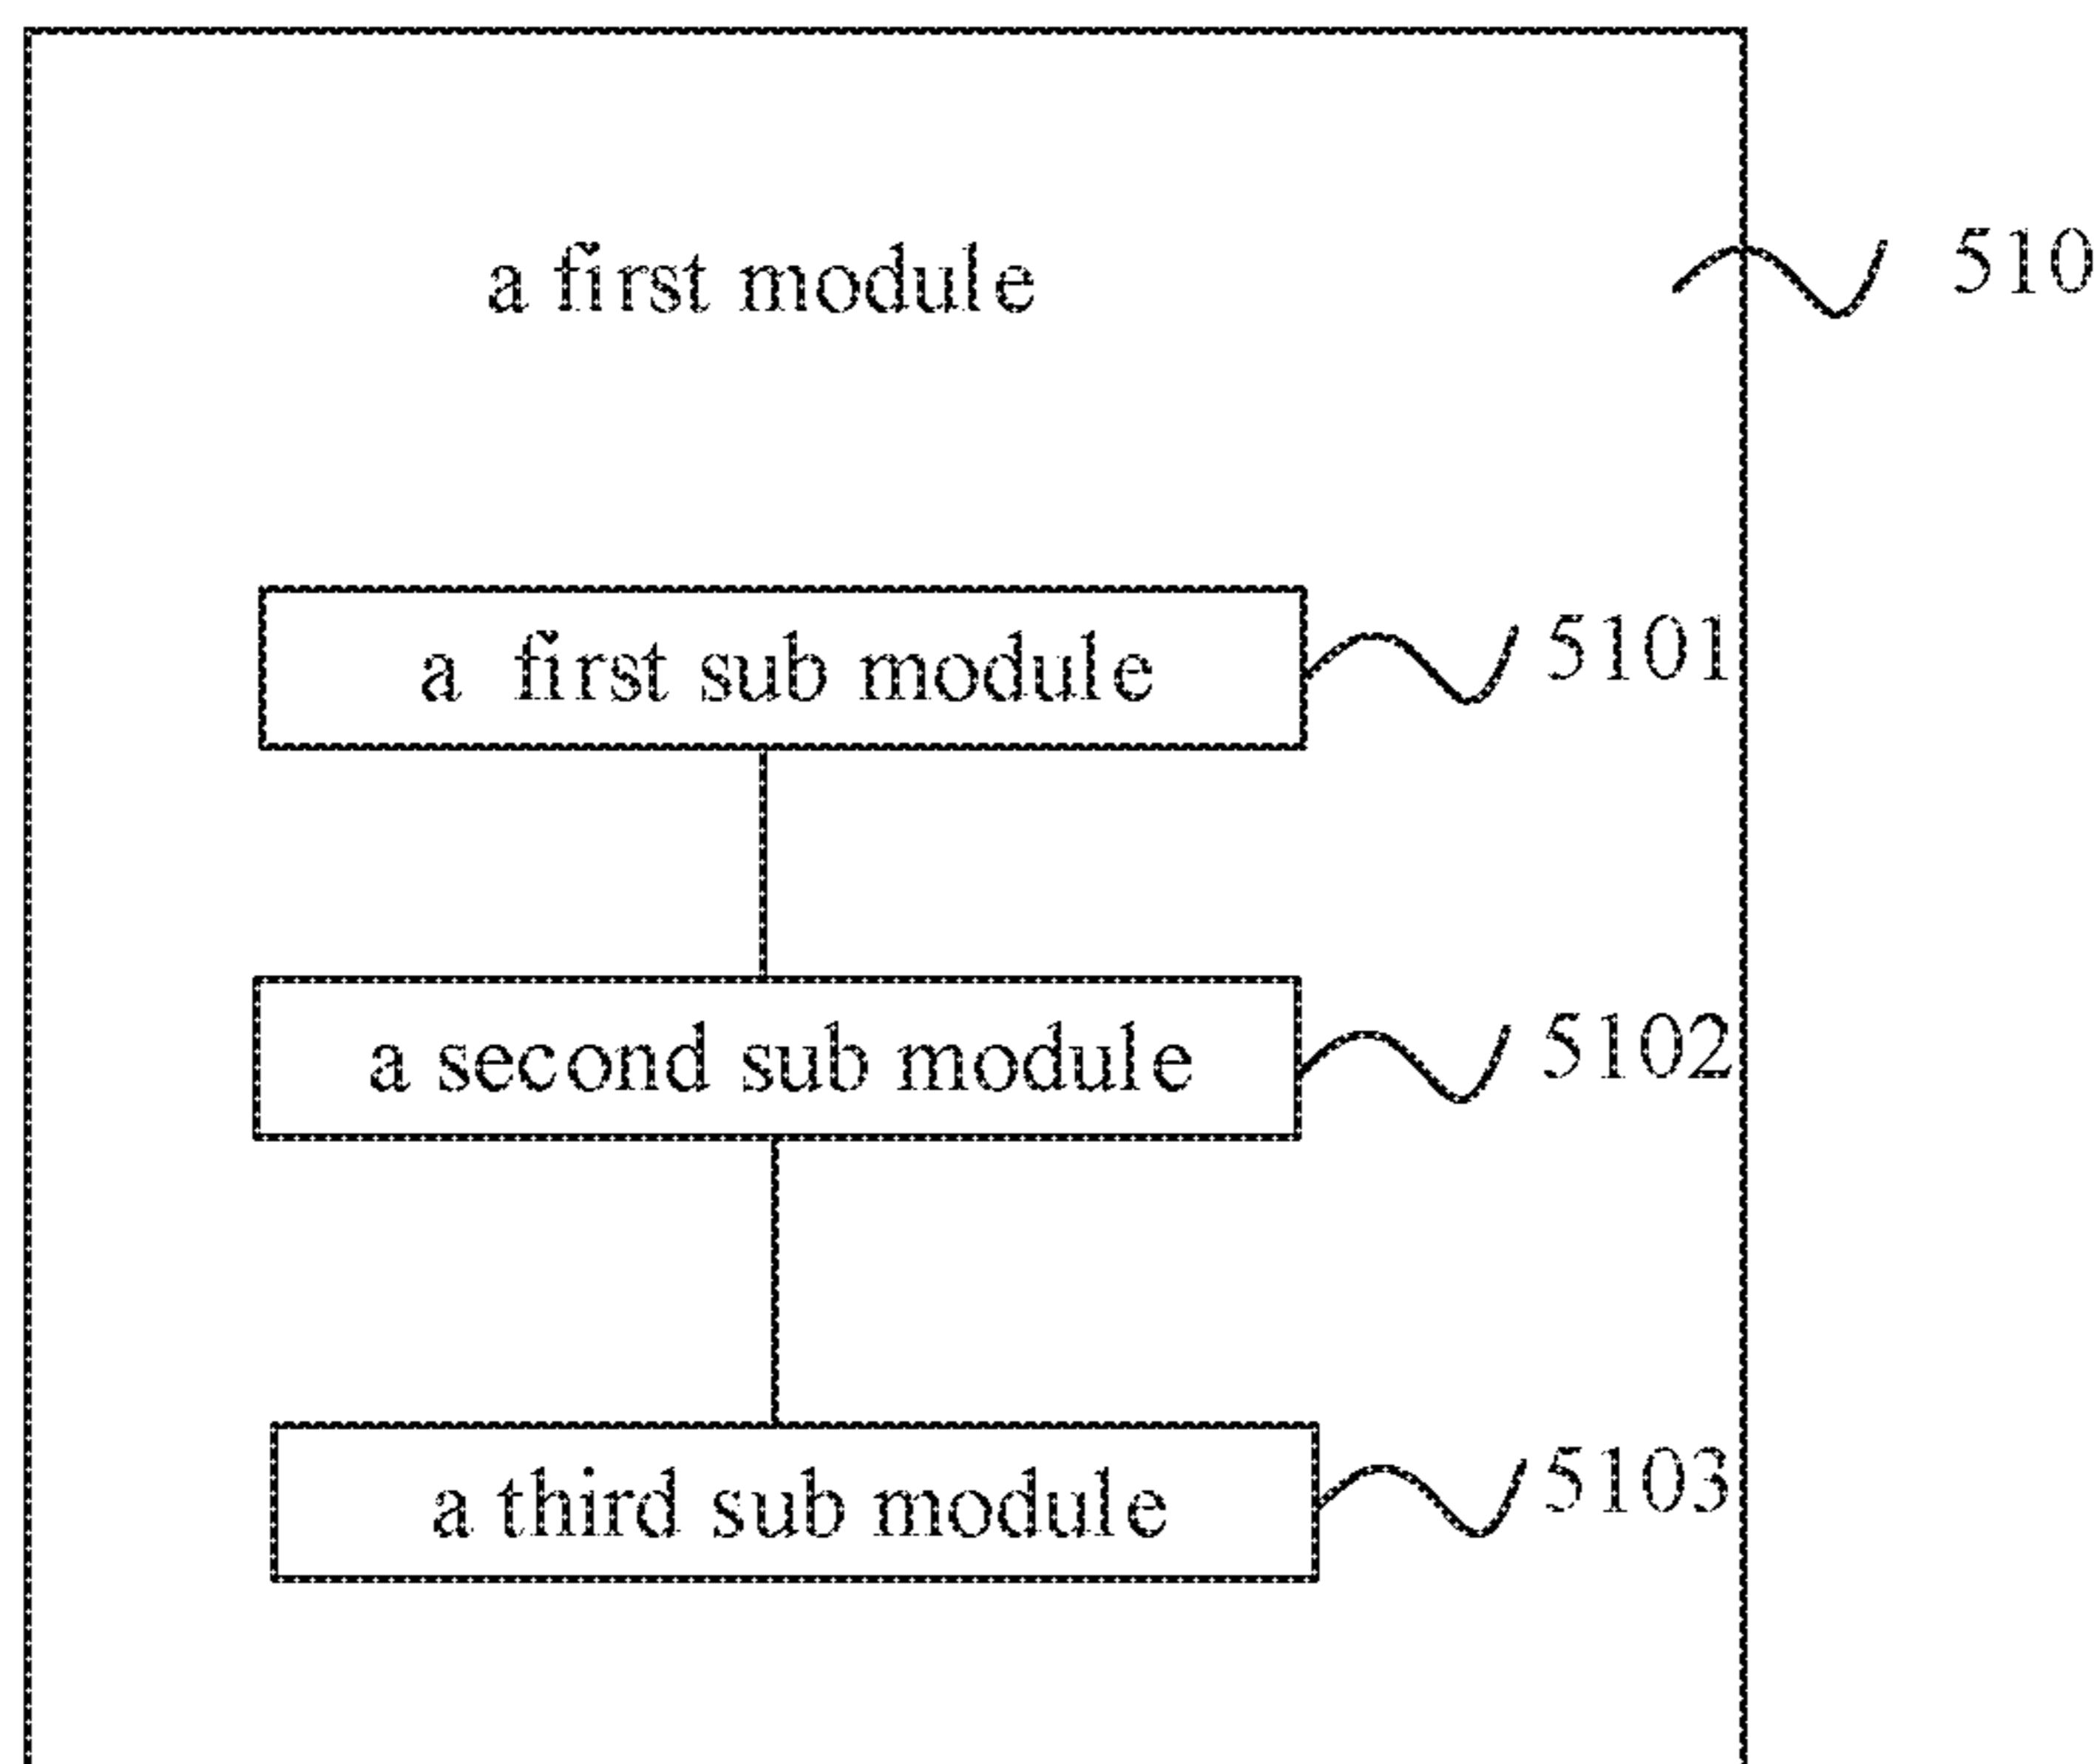 a first module 510
a first sub module 5101
a second sub module 5102
a third sub module 5103